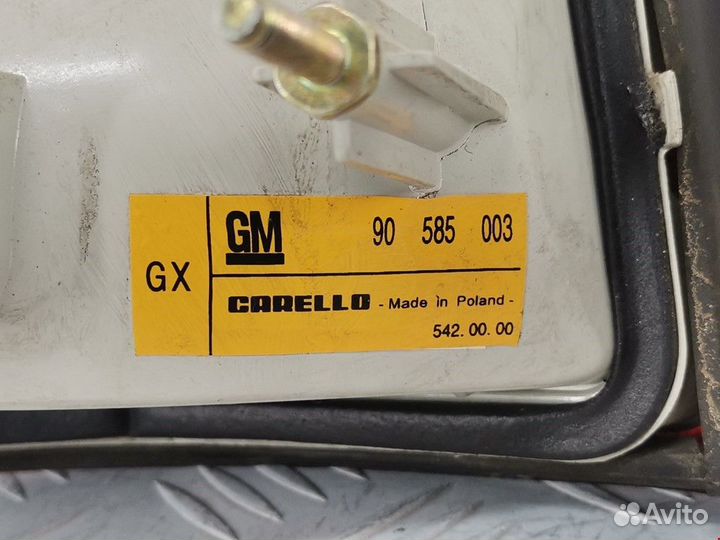 GX
GM 90 585 003
CARELLO - Made in Poland -
542.00.00
Avito